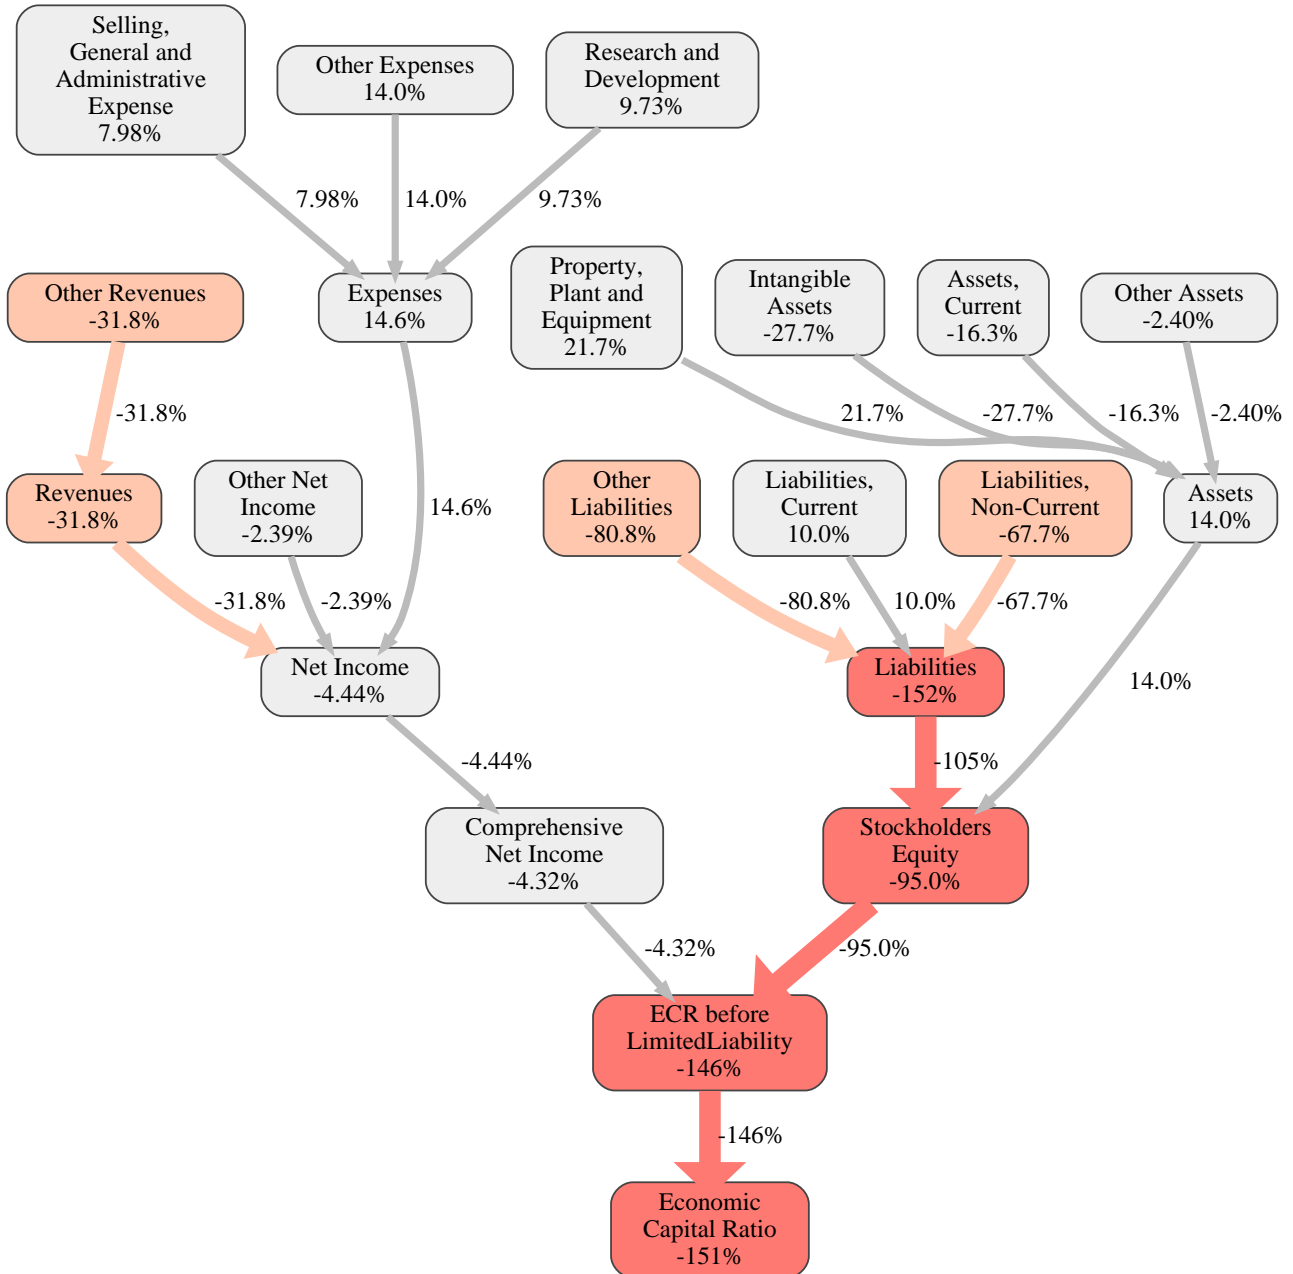 Selling,
General and
Administrative
Expense
7.98%
Other Expenses
14.0%
Research and
Development
9.73%
7.98%
14.0%
9.73%
Other Revenues
-31.8%
Expenses
14.6%
Property,
Plant and
Equipment
21.7%
Intangible
Assets
-27.7%
Assets,
Current
-16.3%
Other Assets
-2.40%
-31.8%
21.7%
-27.7%
-16.3%
-2.40%
Revenues
-31.8%
Other Net
Income
-2.39%
14.6%
Other
Liabilities
-80.8%
Liabilities,
Current
10.0%
Liabilities,
Non-Current
-67.7%
Assets
14.0%
-31.8%
-2.39%
-80.8%
10.0%
-67.7%
Net Income
-4.44%
Liabilities
-152%
14.0%
-4.44%
-105%
Comprehensive
Net Income
-4.32%
Stockholders
Equity
-95.0%
-4.32%
-95.0%
ECR before
LimitedLiability
-146%
-146%
Economic
Capital Ratio
-151%